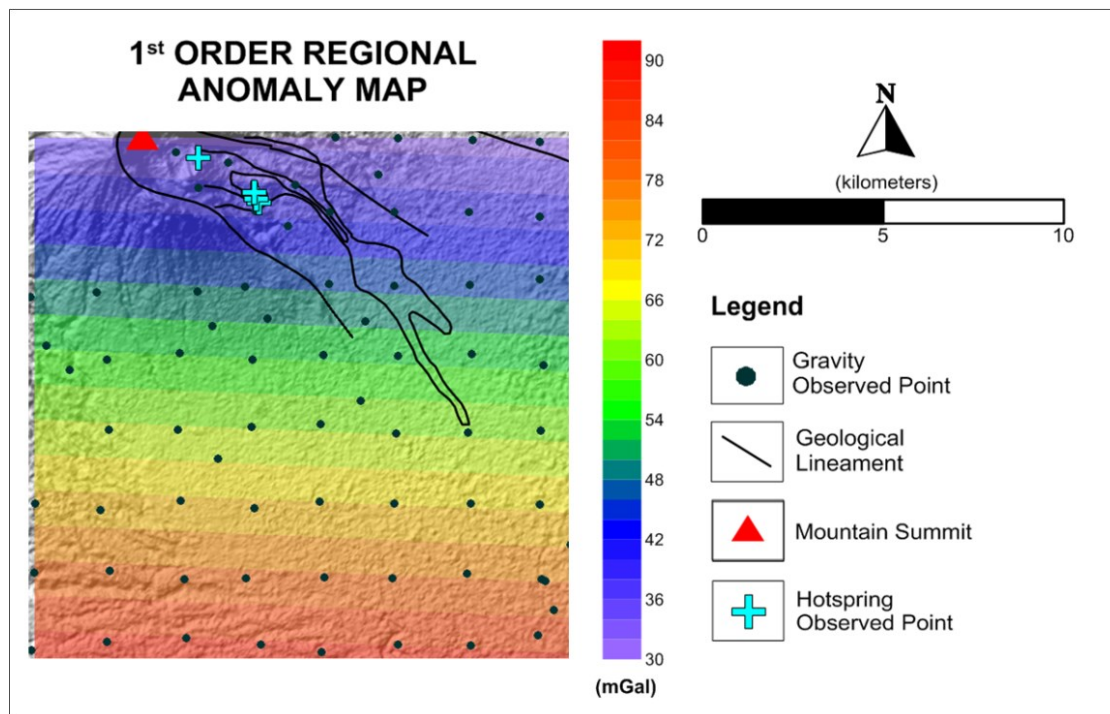 1st ORDER REGIONAL
ANOMALY MAP
90
84
78
72
66
60
54
48
42
36
30
(mGal)
N
(kilometers)
0 5 10
Legend
Gravity
Observed Point
Geological
Lineament
Mountain Summit
Hotspring
Observed Point